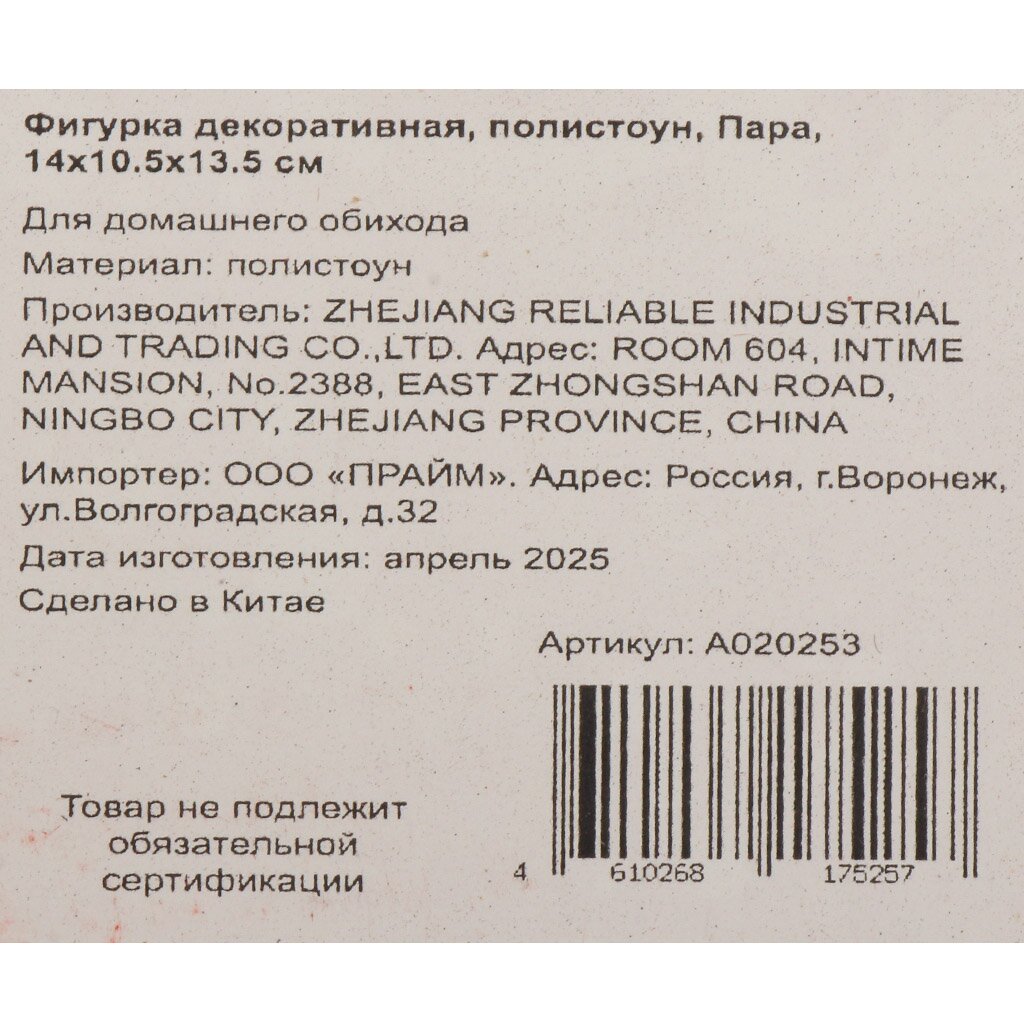 Фигурка декоративная, полистоун, Пара,
14х10.5х13.5 см
Для домашнего обихода
Материал: полистоун
Производитель: ZHEJIANG RELIABLE INDUSTRIAL
AND TRADING CO.,LTD. Адрес: ROOM 604, INTIME
MANSION, No.2388, EAST ZHONGSHAN ROAD,
NINGBO CITY, ZHEJIANG PROVINCE, CHINA
Импортер: ООО «ПРАЙМ». Адрес: Россия, г.Воронеж,
ул.Волгоградская, д.32
Дата изготовления: апрель 2025
Сделано в Китае
Артикул: А020253
Товар не подлежит
обязательной
сертификации
4 610268 175257